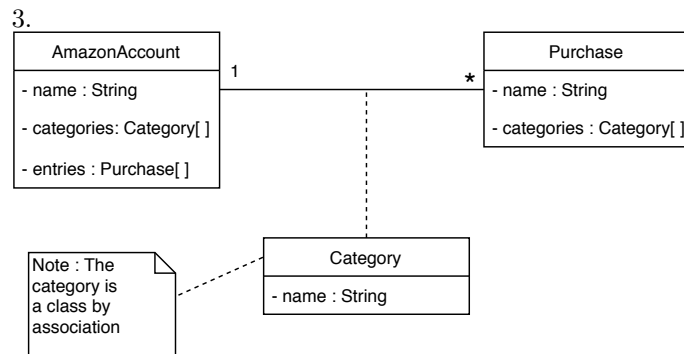 3.
AmazonAccount
- name : String
- categories: Category[ ]
- entries : Purchase[ ]
1
*
Purchase
- name : String
- categories : Category[ ]
Category
- name : String
Note : The
category is
a class by
association